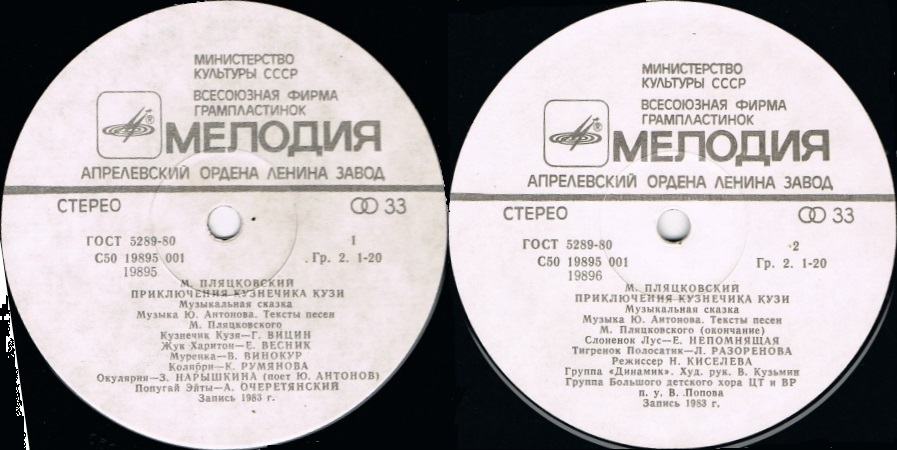 МИНИСТЕРСТВО
КУЛЬТУРЫ СССР
ВСЕСОЮЗНАЯ ФИРМА
ГРАМПЛАСТИНОК
®
МЕЛОДИЯ
АПРЕЛЕВСКИЙ ОРДЕНА ЛЕНИНА ЗАВОД
СТЕРЕО
33
ГОСТ 5289-80
1
С50 19895 001
Гр. 2. 1-20
19895
М. ПЛЯЦКОВСКИЙ
ПРИКЛЮЧЕНИЯ КУЗНЕЧИКА КУЗИ
Музыкальная сказка
Музыка Ю. Антонова. Тексты песен
М. Пляцковского
Кузнечик Кузя—Г. ВИЦИН
Жук Харитон—Е. ВЕСНИК
Муренка—В. ВИНОКУР
Колибри—К. РУМЯНОВА
Окулярия—З. НАРЫШКИНА (поет Ю. АНТОНОВ)
Попугай Эйты—А. ОЧЕРЕТЯНСКИЙ
Запись 1983 г.
МИНИСТЕРСТВО
КУЛЬТУРЫ СССР
ВСЕСОЮЗНАЯ ФИРМА
ГРАМПЛАСТИНОК
®
МЕЛОДИЯ
АПРЕЛЕВСКИЙ ОРДЕНА ЛЕНИНА ЗАВОД
СТЕРЕО
33
ГОСТ 5289-80
2
С50 19895 001
Гр. 2. 1-20
19896
М. ПЛЯЦКОВСКИЙ
ПРИКЛЮЧЕНИЯ КУЗНЕЧИКА КУЗИ
Музыкальная сказка
Музыка Ю. Антонова. Тексты песен
М. Пляцковского (окончание)
Слоненок Лус—Е. НЕПОМНЯЩАЯ
Тигренок Полосатик—Л. РАЗОРЕНОВА
Режиссер Н. КИСЕЛЕВА
Группа «Динамик». Худ. рук. В. Кузьмин
Группа Большого детского хора ЦТ и ВР
п. у В. Попова
Запись 1983 г.